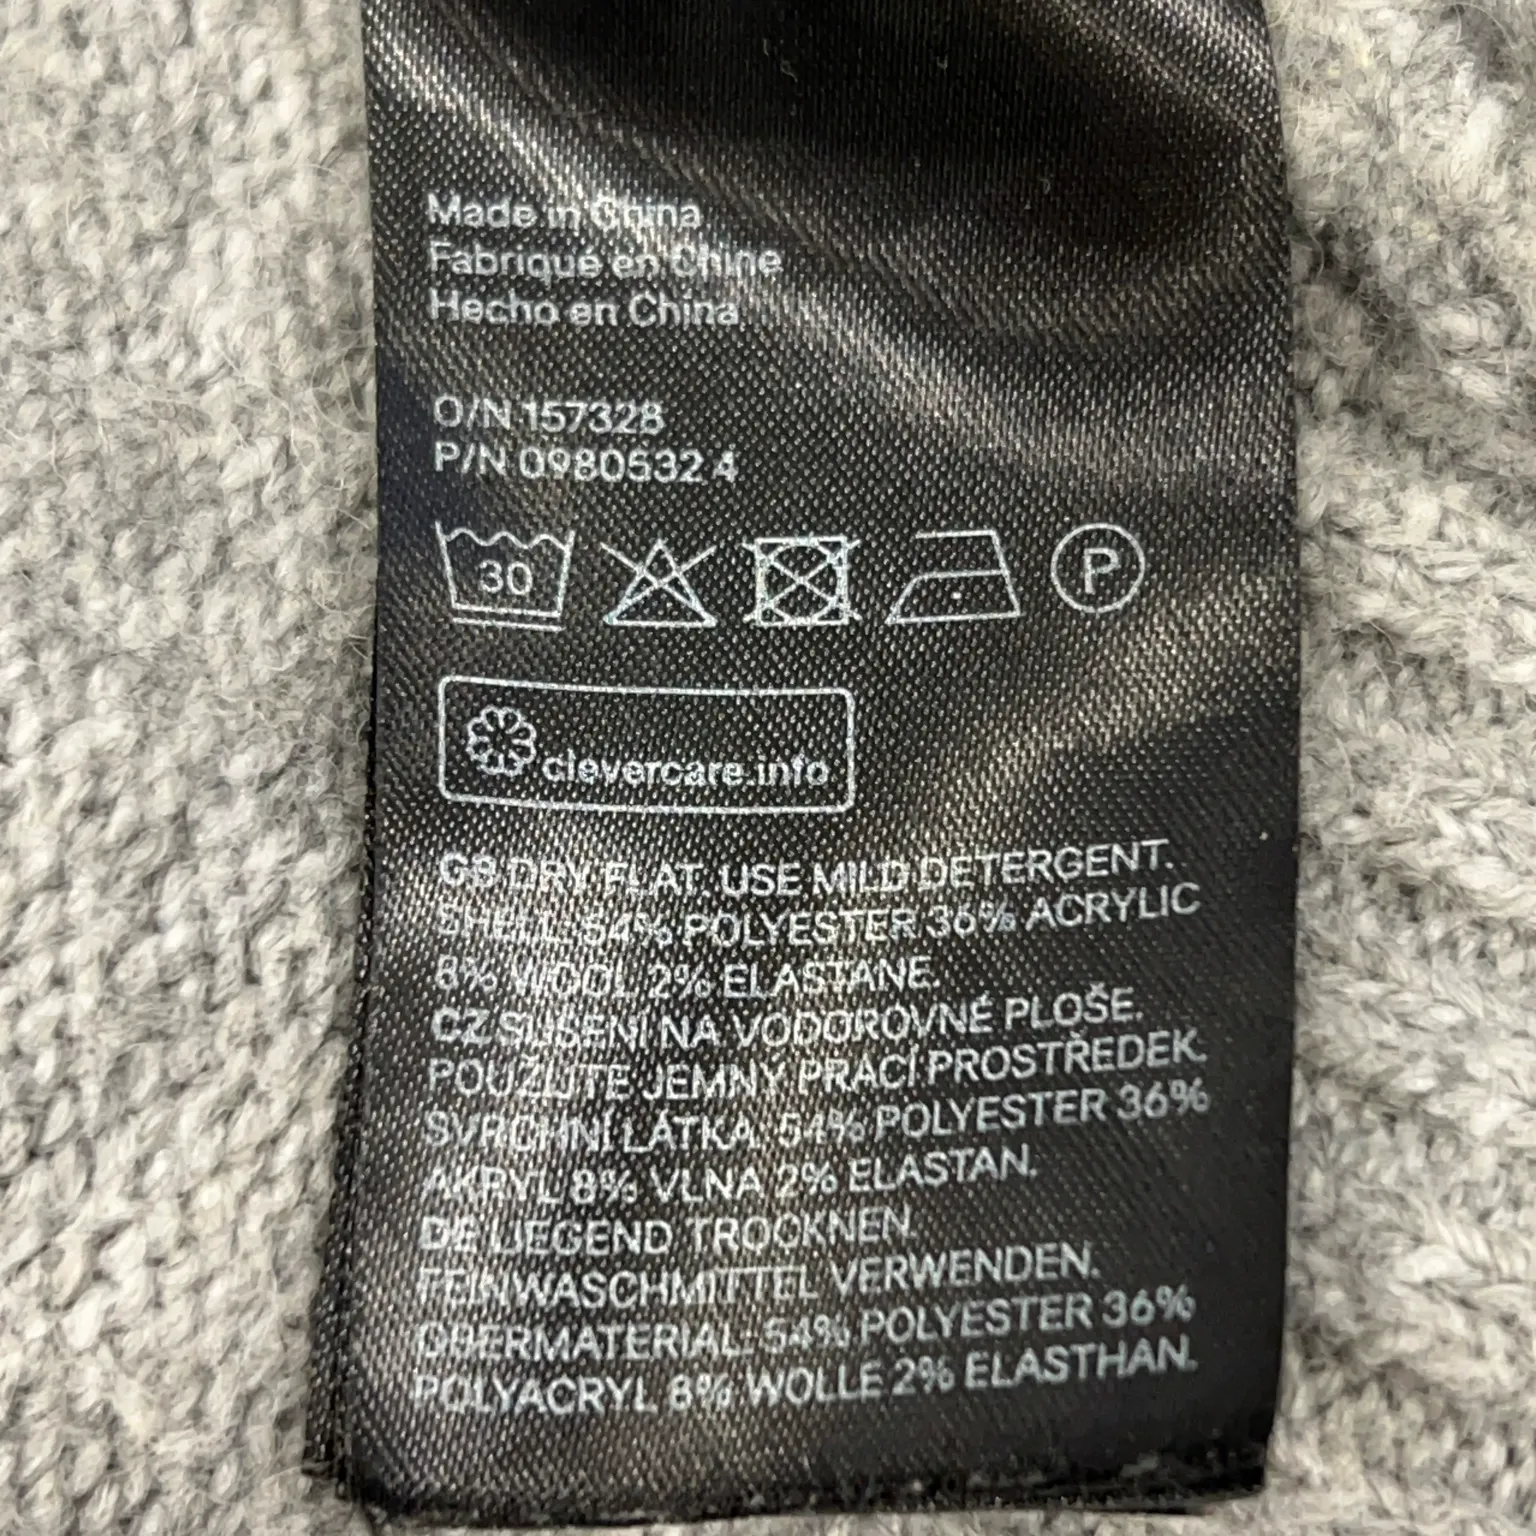 Made in China
Fabriqué en Chine
Hecho en China
O/N 157328
P/N 0980532 4
30
P
clevercare.info
GB DRY FLAT. USE MILD DETERGENT.
SHELL: 54% POLYESTER 36% ACRYLIC
8% WOOL 2% ELASTANE.
CZ SUŠENÍ NA VODOROVNÉ PLOŠE.
POUŽIJTE JEMNÝ PRACÍ PROSTŘEDEK.
SVRCHNÍ LÁTKA: 54% POLYESTER 36%
AKRYL 8% VLNA 2% ELASTAN.
DE LIEGEND TROCKNEN.
FEINWASCHMITTEL VERWENDEN.
OBERMATERIAL: 54% POLYESTER 36%
POLYACRYL 8% WOLLE 2% ELASTHAN.